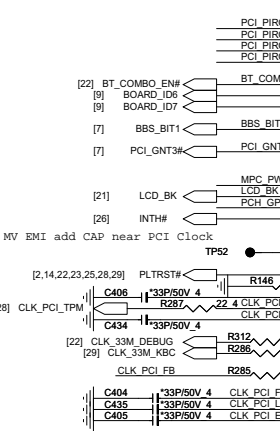 PCI_PIR
PCI_PIR
PCI_PIR
PCI_PIR
[22] BT_COMBO_EN# BT_COM
[9] BOARD_ID6
[9] BOARD_ID7
[7] BBS_BIT1 BBS_BIT
[7] PCI_GNT3# PCI_GNT
MPC_PW
[21] LCD_BK LCD_BK
PCH_GP
[26] INTH#
MV EMI add CAP near PCI Clock
TP52
[2,14,22,23,25,28,29] PLTRST#
R146
C406 *33P/50V_4
28] CLK_PCI_TPM R287 22_4 CLK_PCI
CLK_PCI
C434 *33P/50V_4
[22] CLK_33M_DEBUG R312
[29] CLK_33M_KBC R286
CLK_PCI_FB R285
C404 *33P/50V_4 CLK_PCI_F
C435 *33P/50V_4 CLK_PCI_L
C405 *33P/50V_4 CLK_PCI_E